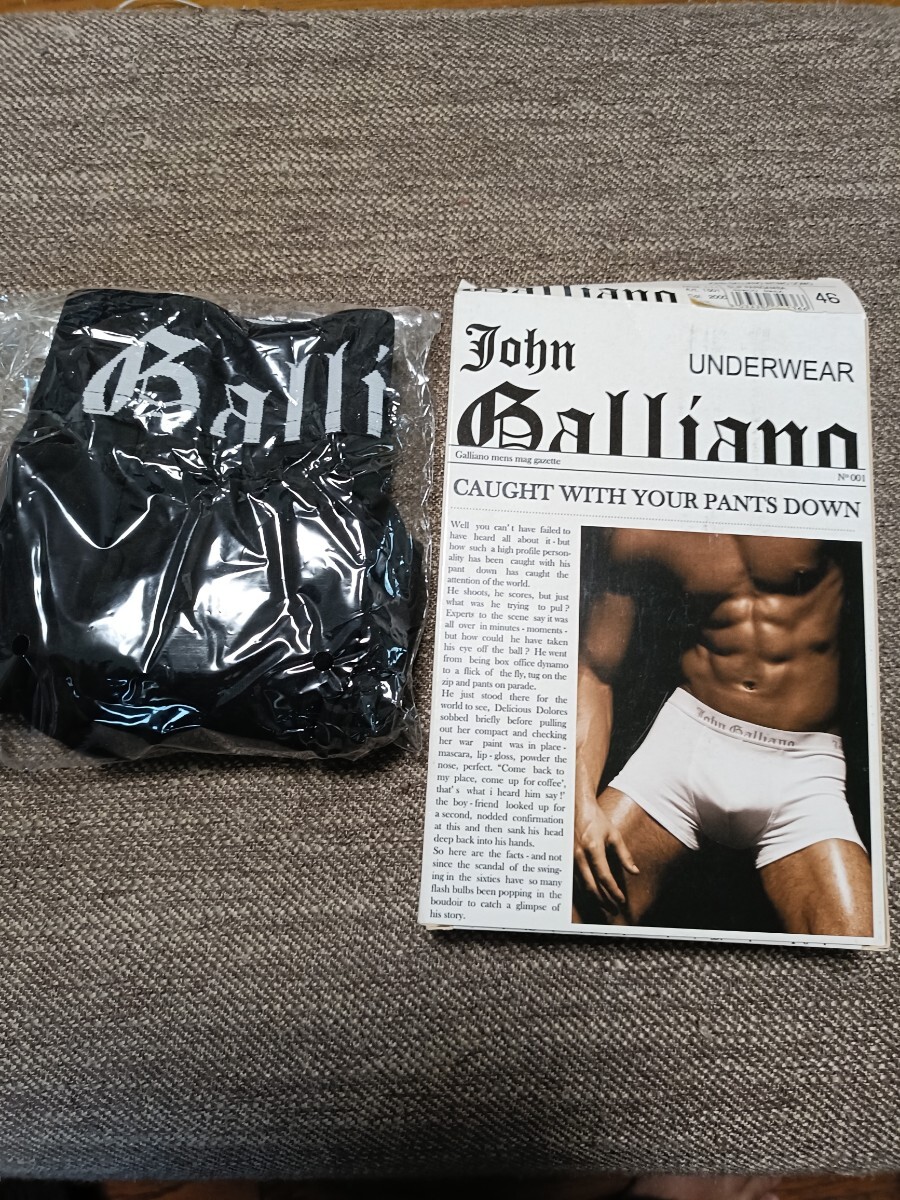 Galli
Galliano
2000
46
John
UNDERWEAR
Galliano
Galliano mens mag gazette
Nº 001
CAUGHT WITH YOUR PANTS DOWN
Well you can't have failed to
have heard all about it - but
how such a high profile person-
ality has been caught with his
pant down has caught the
attention of the world.
He shoots, he scores, but just
what was he trying to pul ?
Experts to the scene say it was
all over in minutes - moments -
but how could he have taken
his eye off the ball ? He went
from being box office dynamo
to a flick of the fly, tug on the
zip and pants on parade.
He just stood there for the
world to see, Delicious Dolores
sobbed briefly before pulling
out her compact and checking
her war paint was in place -
mascara, lip - gloss, powder the
nose, perfect. "Come back to
my place, come up for coffee',
that's what i heard him say !"
the boy - friend looked up for
a second, nodded confirmation
at this and then sank his head
deep back into his hands.
So here are the facts - and not
since the scandal of the swing-
ing in the sixties have so many
flash bulbs been popping in the
boudoir to catch a glimpse of
his story.
John Galliano